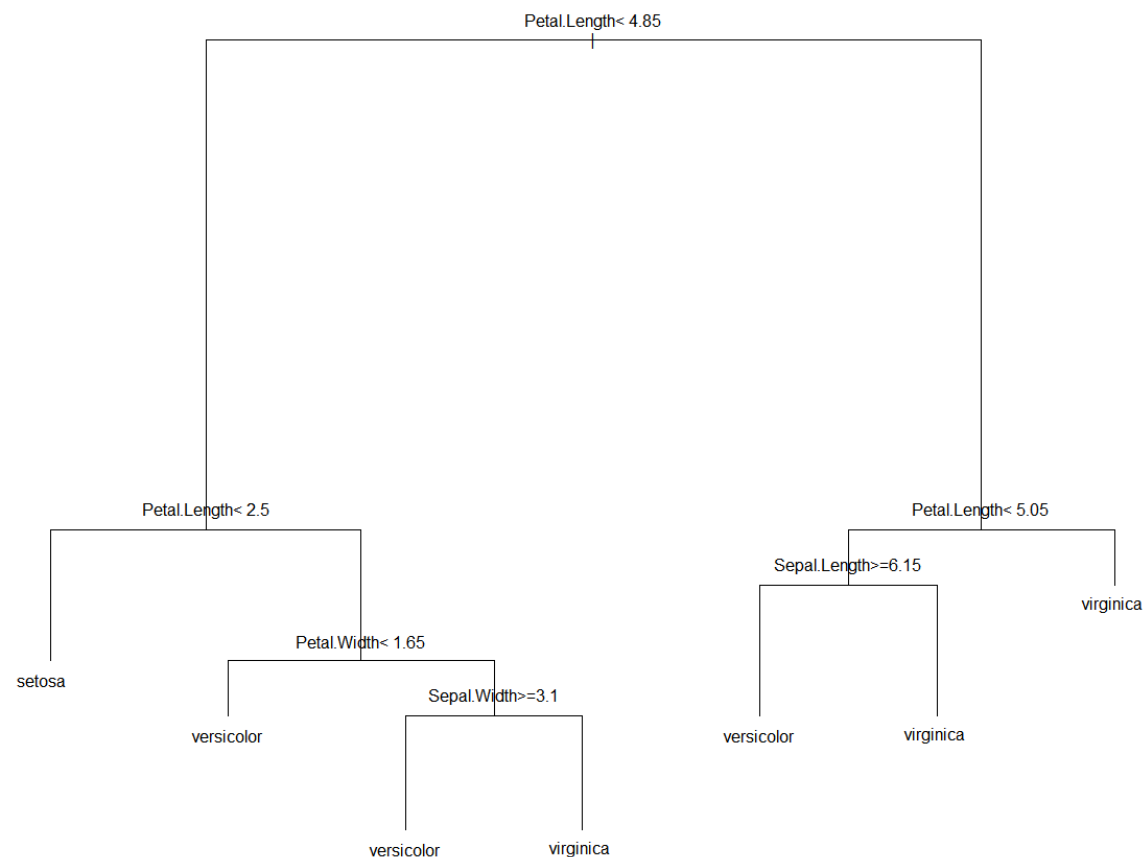 Petal.Length< 4.85
Petal.Length< 2.5
Petal.Length< 5.05
Sepal.Length>=6.15
virginica
Petal.Width< 1.65
setosa
Sepal.Width>=3.1
versicolor
versicolor
virginica
versicolor
virginica